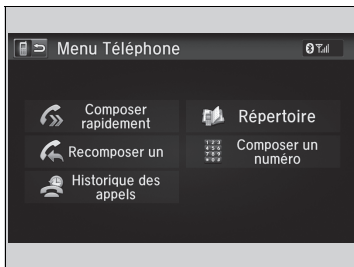 Menu Téléphone
Composer
rapidement
Répertoire
Recomposer un
Composer un
numéro
Historique des
appels